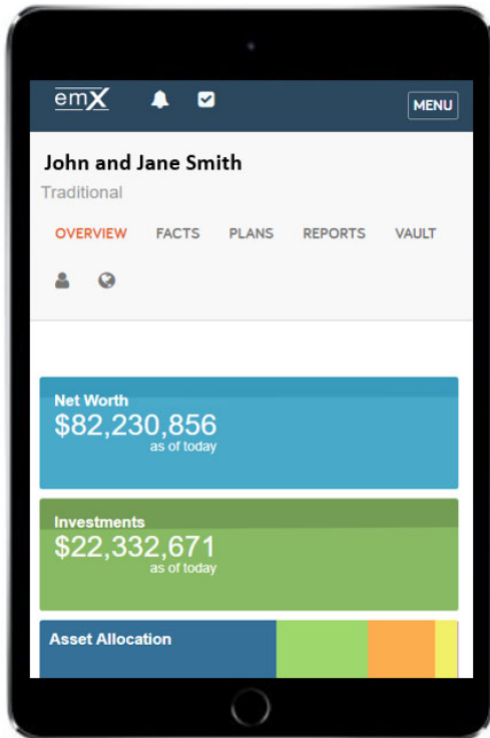 emX
MENU
John and Jane Smith
Traditional
OVERVIEW FACTS PLANS REPORTS VAULT
Net Worth
$82,230,856
as of today
Investments
$22,332,671
as of today
Asset Allocation